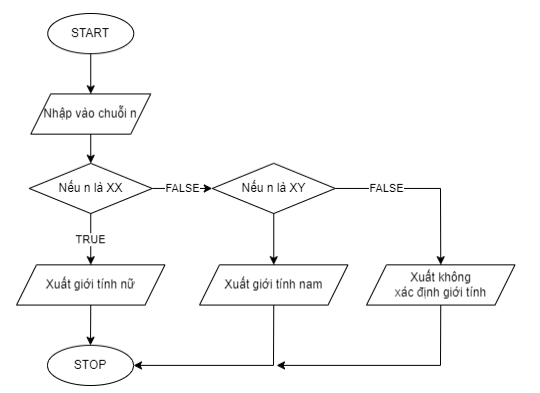 START
Nhập vào chuỗi n
Nếu n là XX
FALSE
Nếu n là XY
FALSE
TRUE
Xuất giới tính nữ
Xuất giới tính nam
Xuất không
xác định giới tính
STOP